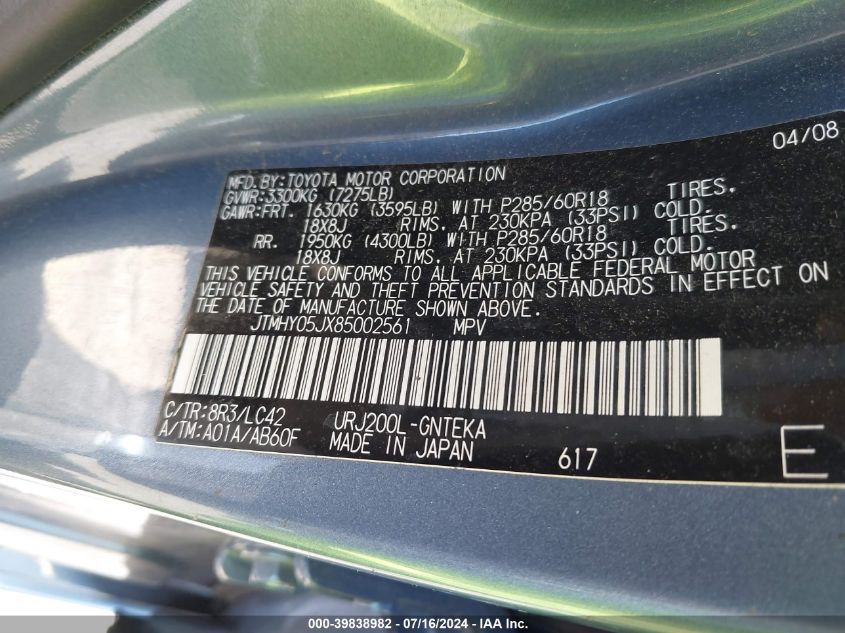 04/08
MFD.BY:TOYOTA MOTOR CORPORATION
GVWR:3300KG (7275LB)
GAWR:FRT. 1630KG (3595LB) WITH P285/60R18 TIRES.
18X8J RIMS. AT 230KPA (33PSI) COLD.
RR. 1950KG (4300LB) WITH P285/60R18 TIRES.
18X8J RIMS. AT 230KPA (33PSI) COLD.
THIS VEHICLE CONFORMS TO ALL APPLICABLE FEDERAL MOTOR
VEHICLE SAFETY AND THEFT PREVENTION STANDARDS IN EFFECT ON
THE DATE OF MANUFACTURE SHOWN ABOVE.
JTMHY05JX85002561 MPV
C/TR:8R3/LC42 URJ200L-GNTEKA
A/TM:A01A/AB60F MADE IN JAPAN 617 E
000-39838982 / 07/16/2024 / IAA Inc.